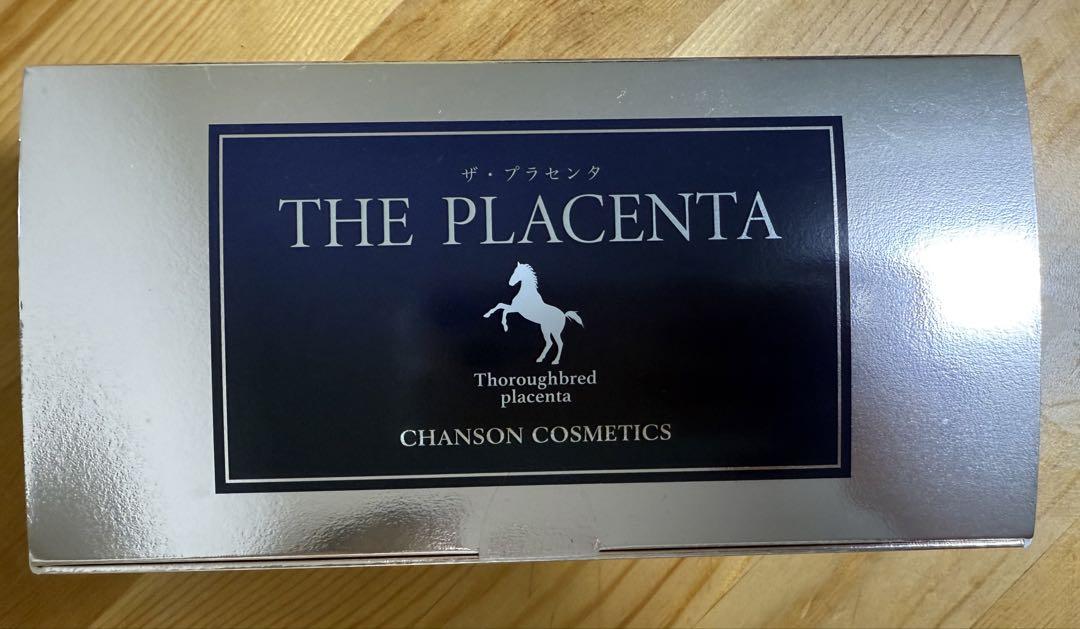 ザ・プラセンタ
THE PLACENTA
Thoroughbred
placenta
CHANSON COSMETICS